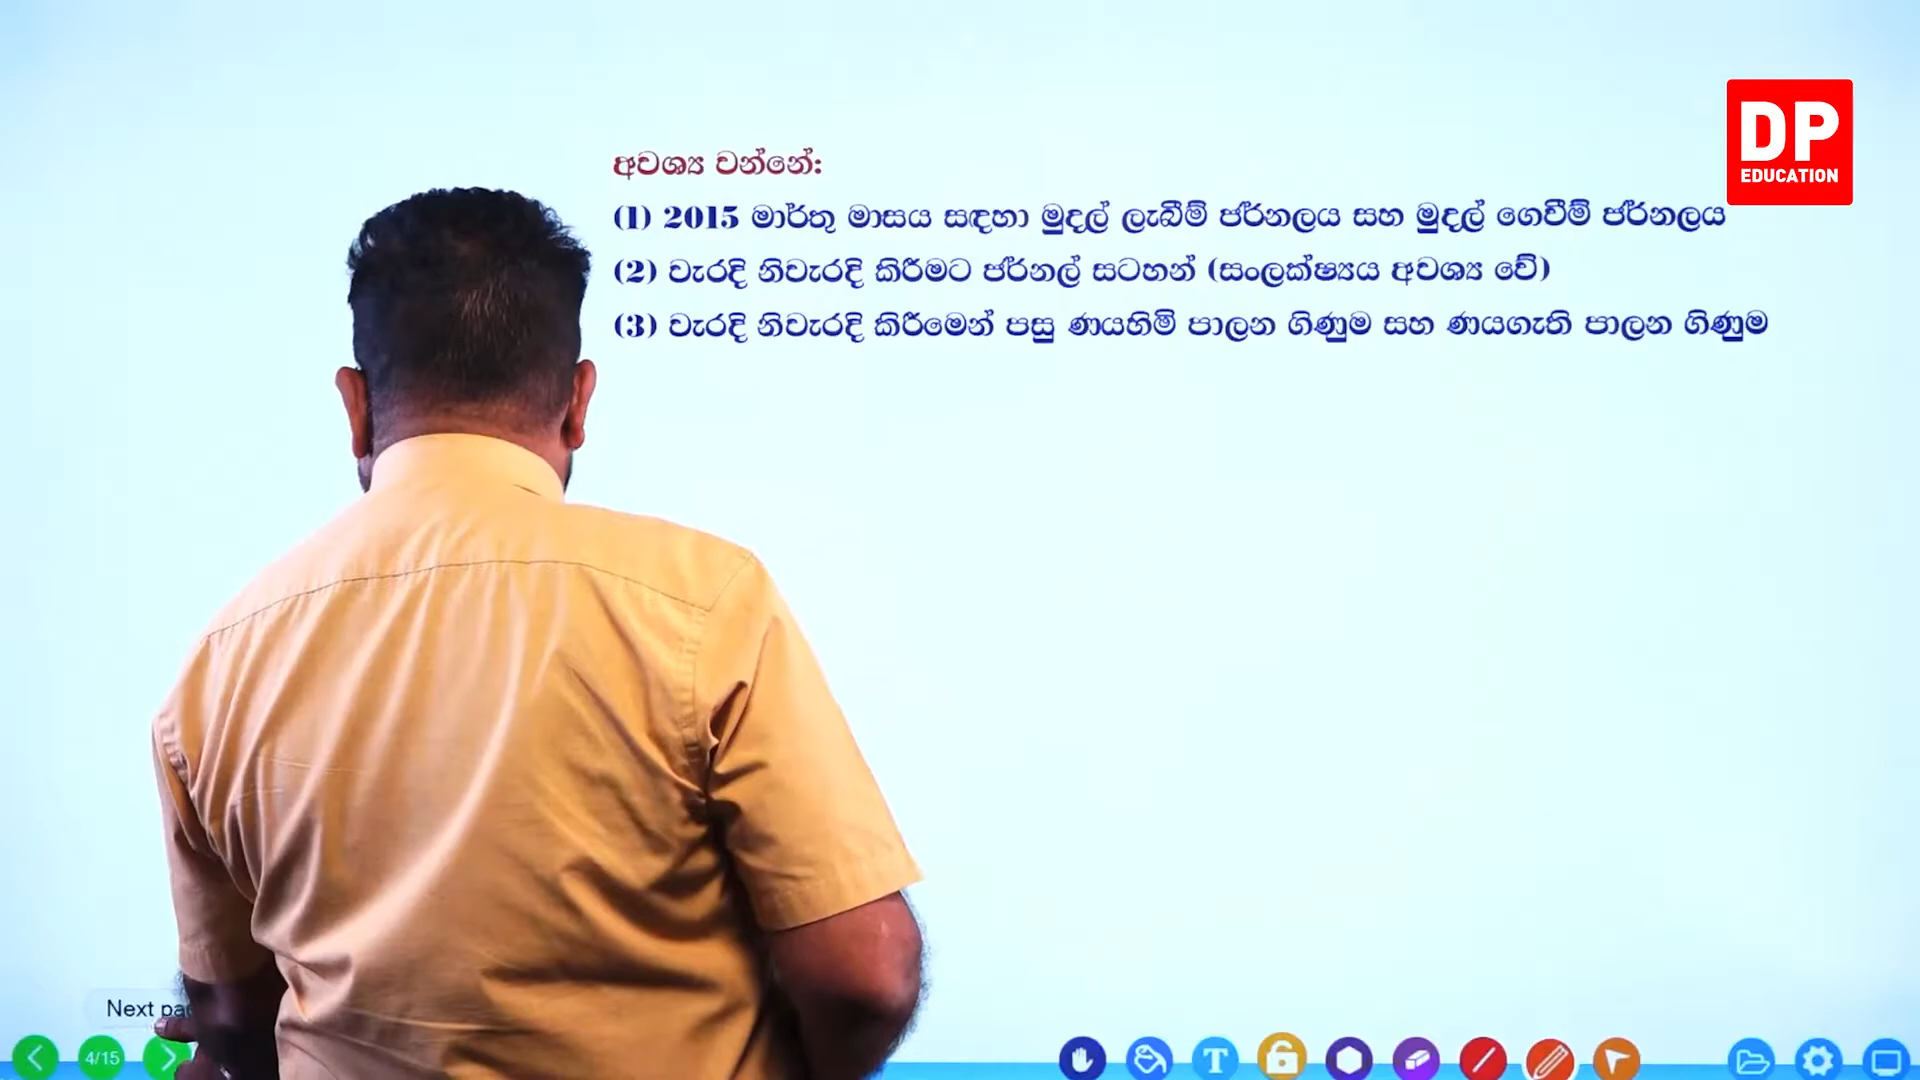 DP
EDUCATION
අවශ්‍ය වන්නේ:
(1) 2015 මාර්තු මාසය සඳහා මුදල් ලැබීම් ජර්නලය සහ මුදල් ගෙවීම් ජර්නලය
(2) වැරදි නිවැරදි කිරීමට ජර්නල් සටහන් (සංලක්ෂ්‍යය අවශ්‍ය වේ)
(3) වැරදි නිවැරදි කිරීමෙන් පසු ණයහිමි පාලන ගිණුම සහ ණයගැති පාලන ගිණුම
Next
4/15
T